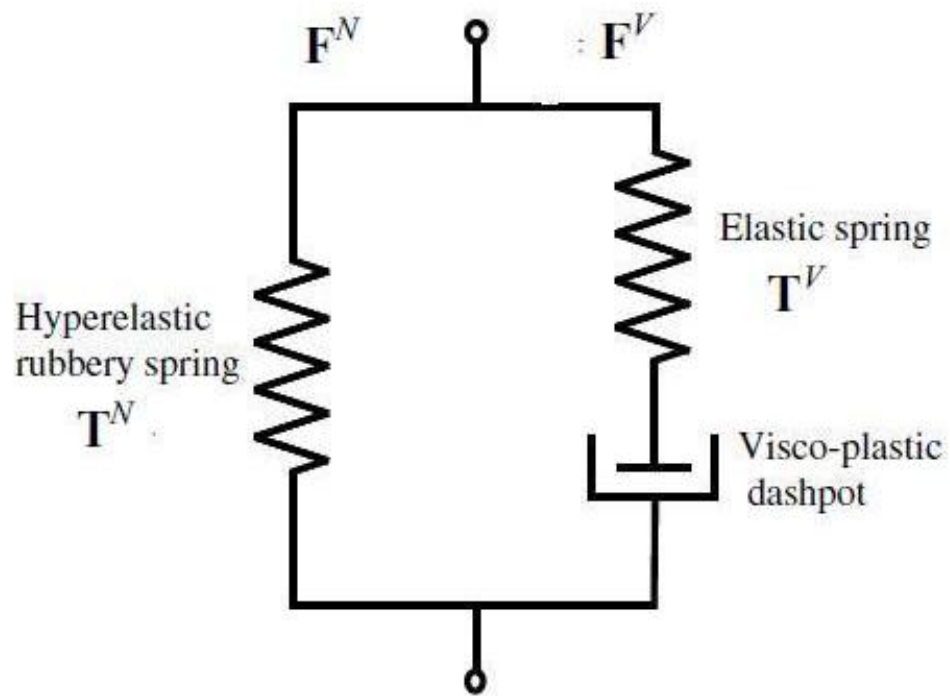 F^N : F^V
Elastic spring
T^V
Hyperelastic
rubbery spring
T^N .
Visco-plastic
dashpot